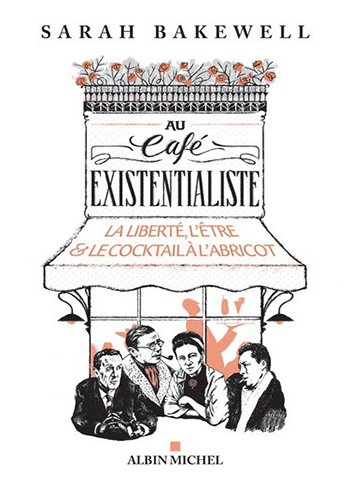 SARAH BAKEWELL
AU
Café
EXISTENTIALISTE
LA LIBERTÉ, L'ÊTRE
& LE COCKTAIL À L'ABRICOT
ALBIN MICHEL